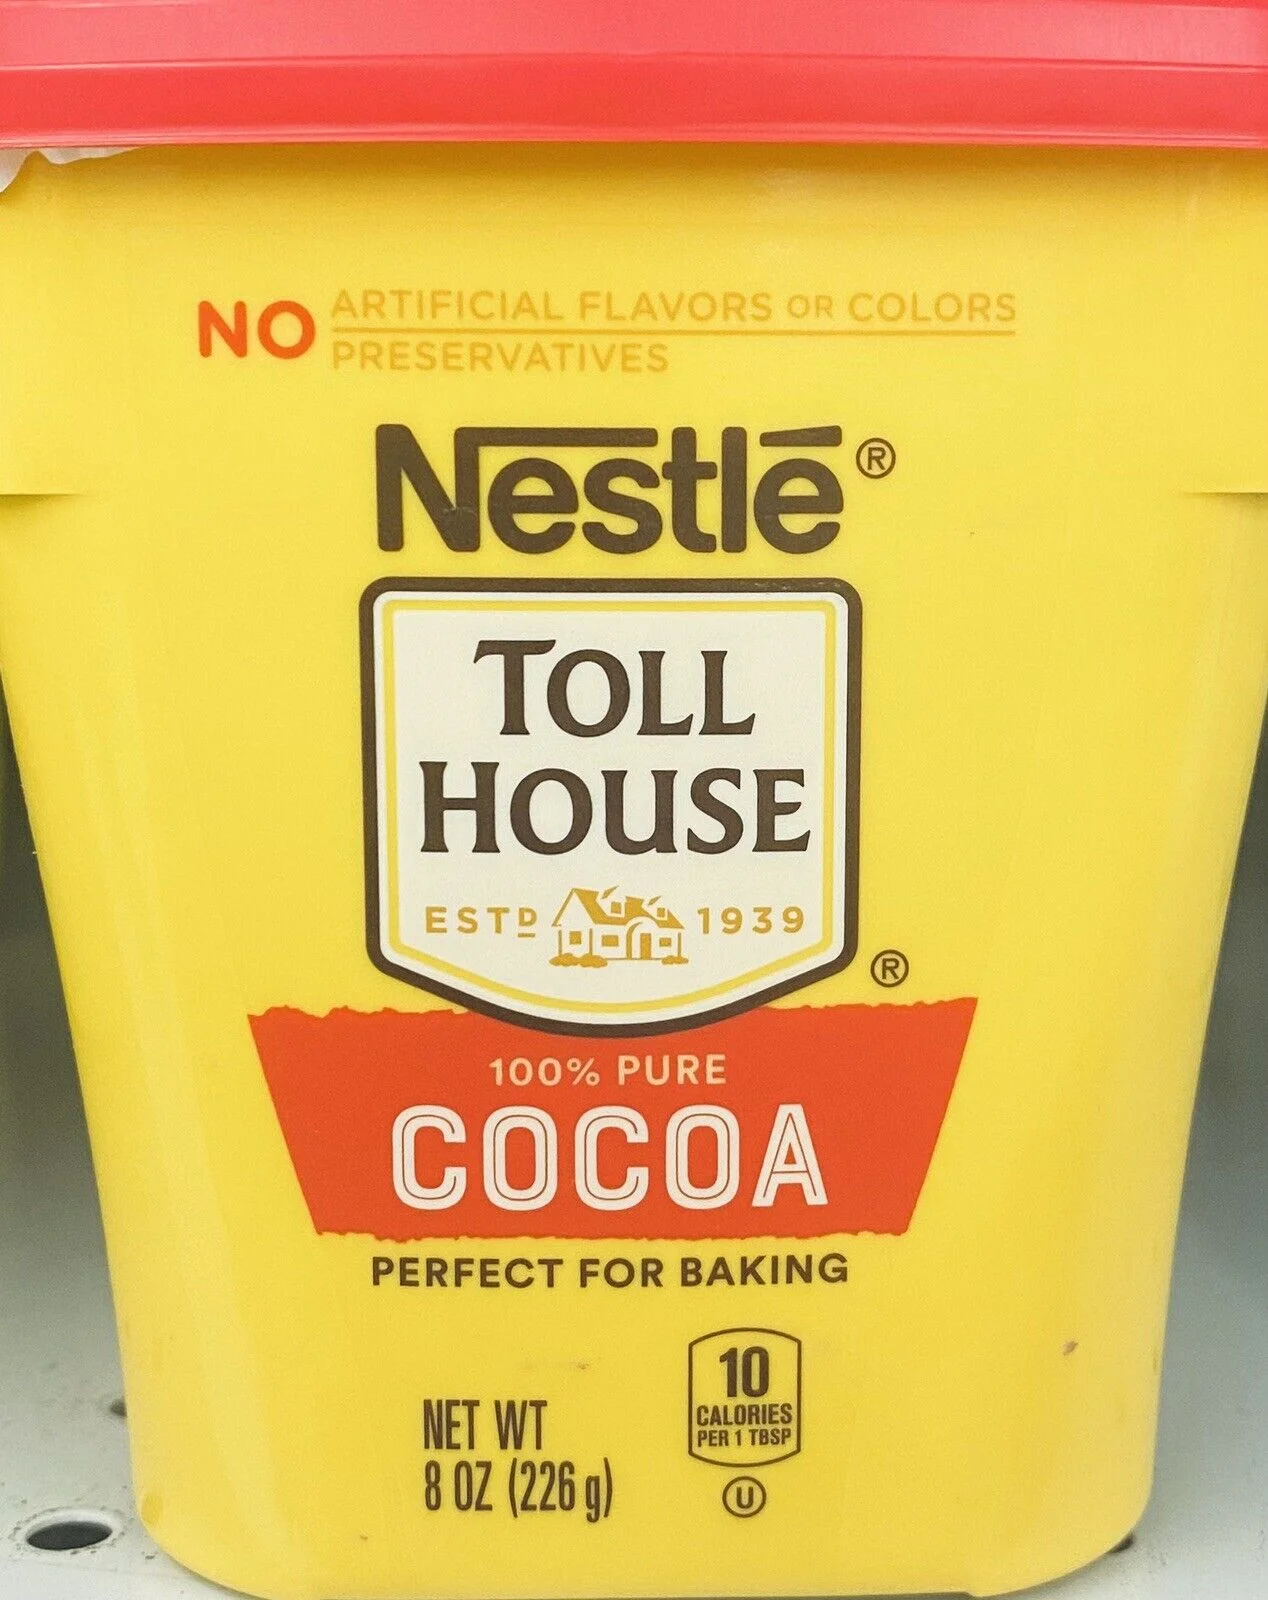 NO ARTIFICIAL FLAVORS OR COLORS
PRESERVATIVES
Nestlé®
TOLL
HOUSE
ESTD 1939
®
100% PURE
COCOA
PERFECT FOR BAKING
10
CALORIES
PER 1 TBSP
NET WT
8 OZ (226 g)
U